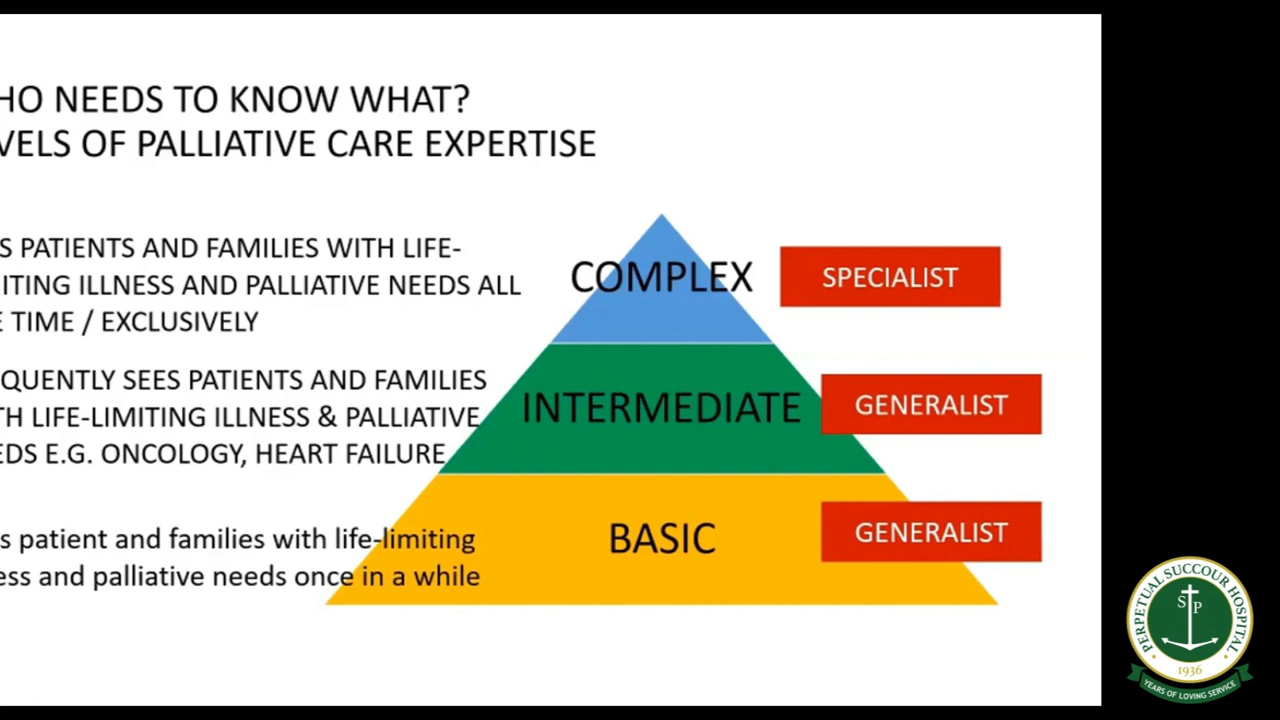 HO NEEDS TO KNOW WHAT?
VELS OF PALLIATIVE CARE EXPERTISE
S PATIENTS AND FAMILIES WITH LIFE-
ITING ILLNESS AND PALLIATIVE NEEDS ALL
E TIME / EXCLUSIVELY
COMPLEX
SPECIALIST
QUENTLY SEES PATIENTS AND FAMILIES
TH LIFE-LIMITING ILLNESS & PALLIATIVE
EDS E.G. ONCOLOGY, HEART FAILURE
INTERMEDIATE
GENERALIST
s patient and families with life-limiting
ess and palliative needs once in a while
BASIC
GENERALIST
PERPETUAL SUCCOUR HOSPITAL
S P
1936
YEARS OF LOVING SERVICE